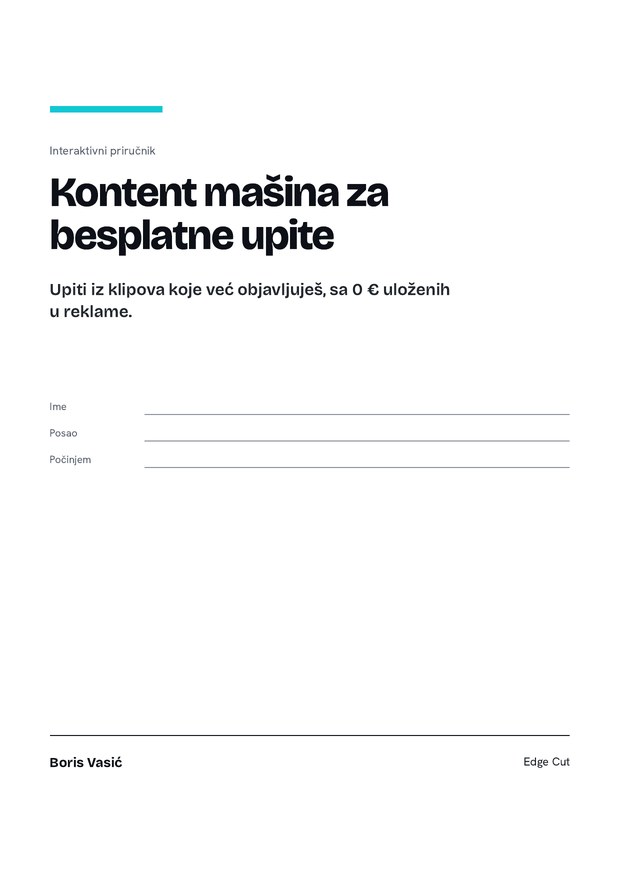 Interaktivni priručnik
Kontent mašina za
besplatne upite
Upiti iz klipova koje već objavljuješ, sa 0 € uloženih
u reklame.
Ime
Posao
Počinjem
Boris Vasić
Edge Cut